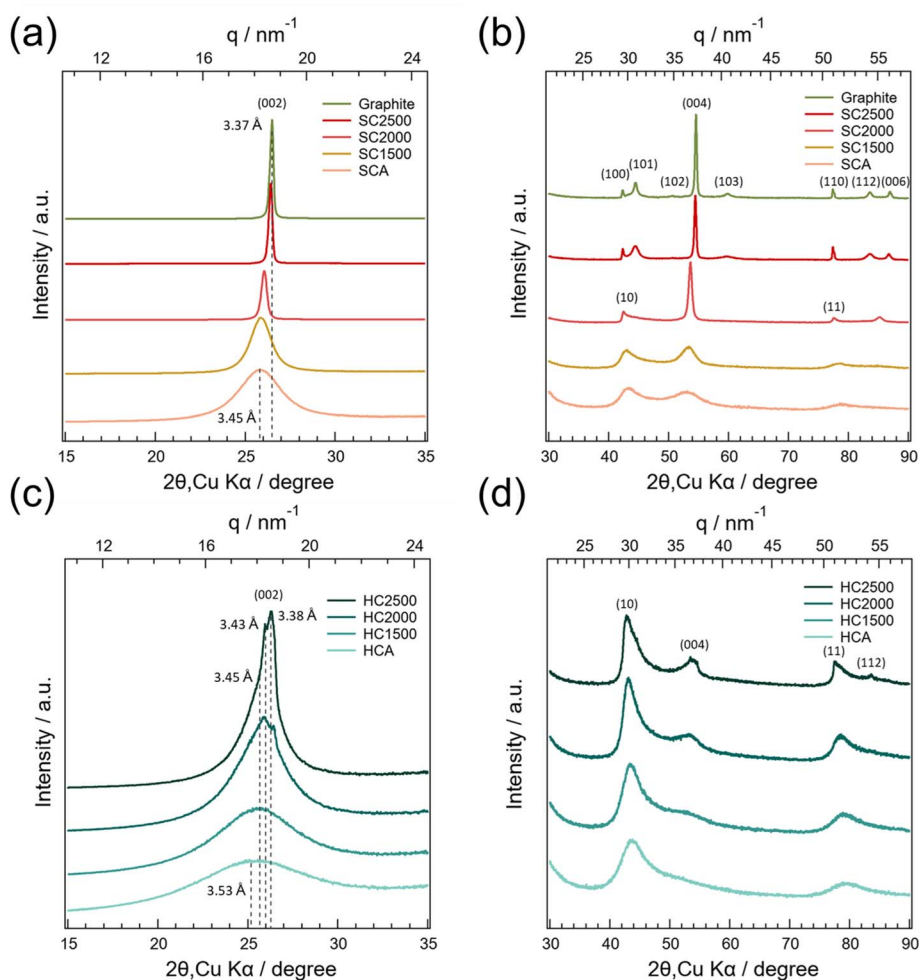 (a)
q / nm⁻¹
12 14 16 18 20 22 24
Intensity / a.u.
(002)
3.37 Å
Graphite
SC2500
SC2000
SC1500
SCA
3.45 Å
15 20 25 30 35
2θ,Cu Kα / degree
(b)
q / nm⁻¹
25 30 35 40 45 50 55
Intensity / a.u.
(004)
Graphite
SC2500
SC2000
SC1500
SCA
(100) (101) (102) (103) (110) (112) (006)
(10) (11)
30 40 50 60 70 80 90
2θ,Cu Kα / degree
(c)
q / nm⁻¹
12 14 16 18 20 22 24
Intensity / a.u.
(002)
3.43 Å 3.38 Å
3.45 Å
HC2500
HC2000
HC1500
HCA
3.53 Å
15 20 25 30 35
2θ,Cu Kα / degree
(d)
q / nm⁻¹
25 30 35 40 45 50 55
Intensity / a.u.
HC2500
HC2000
HC1500
HCA
(10) (004) (11) (112)
30 40 50 60 70 80 90
2θ,Cu Kα / degree